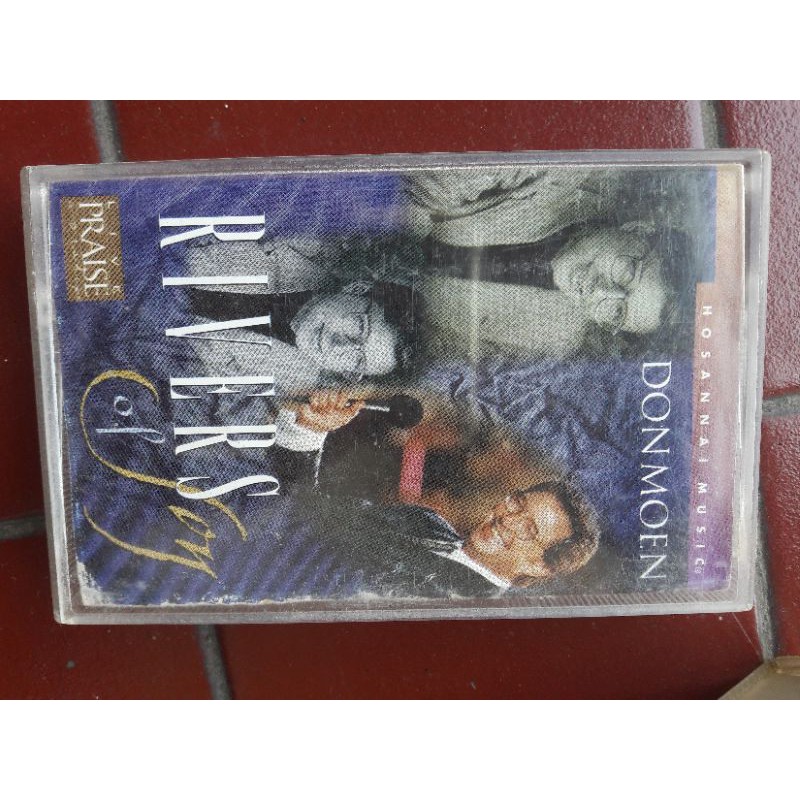 HOSANNA! MUSIC
DON MOEN
RIVERS
of Joy
PRAISE